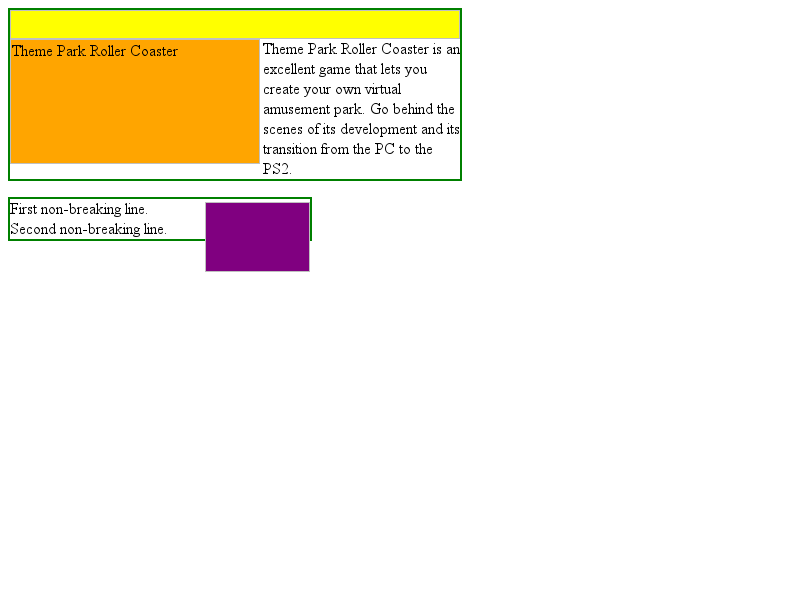 Theme Park Roller Coaster
Theme Park Roller Coaster is an
excellent game that lets you
create your own virtual
amusement park. Go behind the
scenes of its development and its
transition from the PC to the
PS2.
First non-breaking line.
Second non-breaking line.